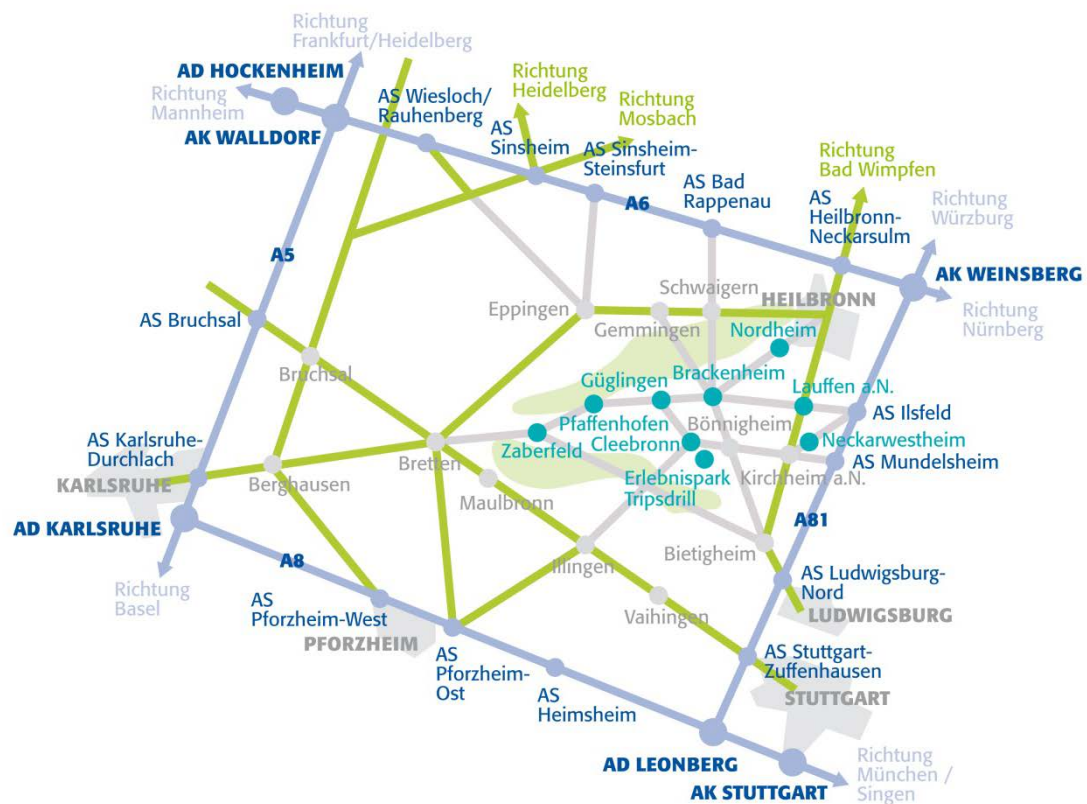 Richtung
Frankfurt/Heidelberg
AD HOCKENHEIM
Richtung
Mannheim
AK WALLDORF
AS Wiesloch/
Rauhenberg
Richtung
Heidelberg
AS
Sinsheim
Richtung
Mosbach
AS Sinsheim-
Steinsfurt
A6
AS Bad
Rappenau
Richtung
Bad Wimpfen
AS
Heilbronn-
Neckarsulm
Richtung
Würzburg
AK WEINSBERG
Richtung
Nürnberg
A5
AS Bruchsal
Bruchsal
Eppingen
Gemmingen
Schwaigern
HEILBRONN
Nordheim
Güglingen
Brackenheim
Lauffen a.N.
AS Ilsfeld
Pfaffenhofen
Cleebronn
Bönnigheim
Neckarwestheim
AS Mundelsheim
Zaberfeld
Erlebnispark
Tripsdrill
Kirchheim a.N.
AS Karlsruhe-
Durchlach
KARLSRUHE
Berghausen
Bretten
Maulbronn
AD KARLSRUHE
A8
A81
Richtung
Basel
Illingen
Bietigheim
AS
Pforzheim-West
PFORZHEIM
Vaihingen
AS Ludwigsburg-
Nord
LUDWIGSBURG
AS
Pforzheim-
Ost
AS
Heimsheim
AS Stuttgart-
Zuffenhausen
STUTTGART
AD LEONBERG
AK STUTTGART
Richtung
München /
Singen